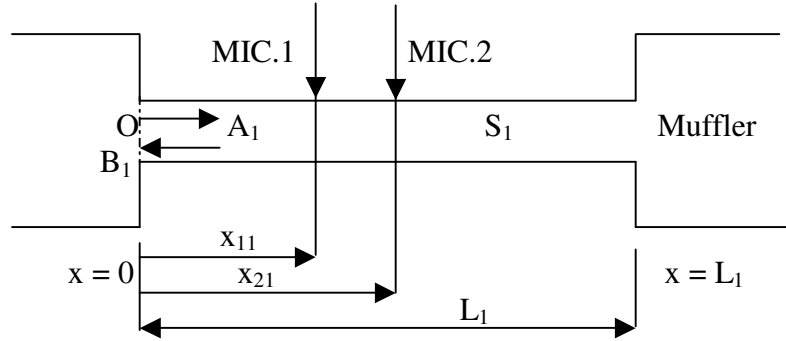 MIC.1 MIC.2
O A₁ S₁ Muffler
B₁
x₁₁
x = 0 x₂₁ x = L₁
L₁